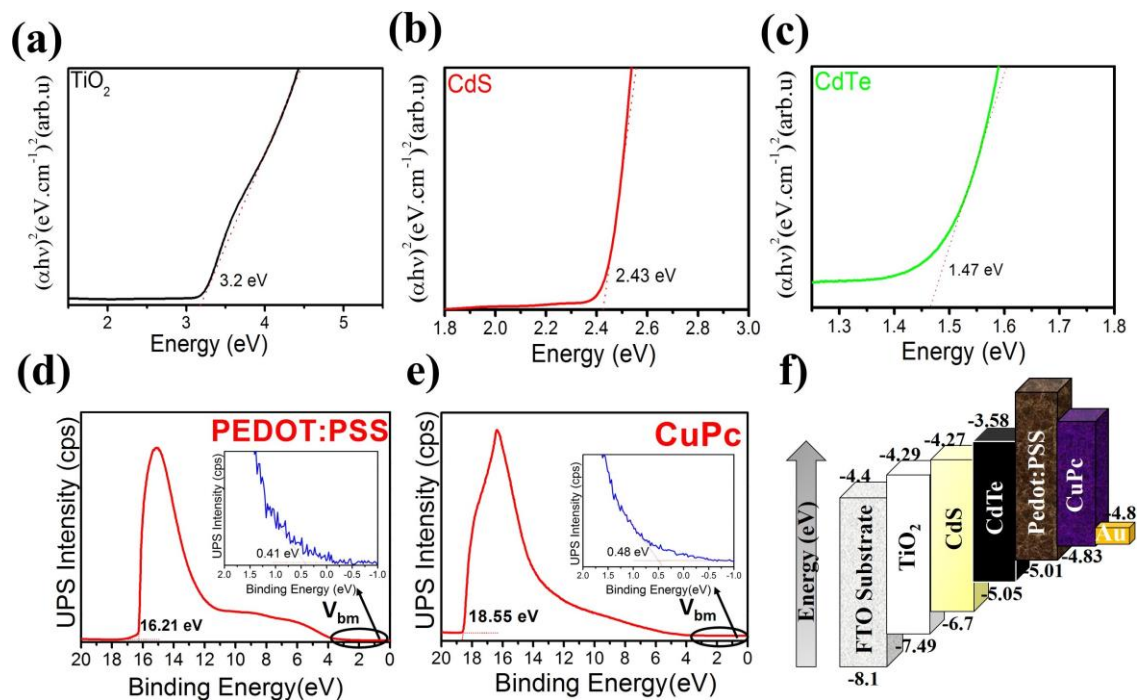 (a)
TiO₂
(αhν)²(eV.cm⁻¹)²(arb.u)
3.2 eV
2 3 4 5
Energy (eV)
(b)
CdS
(αhν)²(eV.cm⁻¹)²(arb.u)
2.43 eV
1.8 2.0 2.2 2.4 2.6 2.8 3.0
Energy (eV)
(c)
CdTe
(αhν)²(eV.cm⁻¹)²(arb.u)
1.47 eV
1.3 1.4 1.5 1.6 1.7 1.8
Energy (eV)
(d)
PEDOT:PSS
UPS Intensity (cps)
UPS Intensity (cps)
0.41 eV
2.0 1.5 1.0 0.5 0.0 -0.5 -1.0
Binding Energy (eV)
V_bm
16.21 eV
20 18 16 14 12 10 8 6 4 2 0
Binding Energy(eV)
(e)
CuPc
UPS Intensity (cps)
UPS Intensity (cps)
0.48 eV
2.0 1.5 1.0 0.5 0.0 -0.5 -1.0
Binding Energy (eV)
V_bm
18.55 eV
20 18 16 14 12 10 8 6 4 2 0
Binding Energy(eV)
f)
Energy (eV)
-4.4
FTO Substrate
-8.1
-4.29
TiO₂
-7.49
-4.27
CdS
-6.7
-3.58
CdTe
-5.05
Pedot:PSS
-5.01
CuPc
-4.83
-4.8
Au